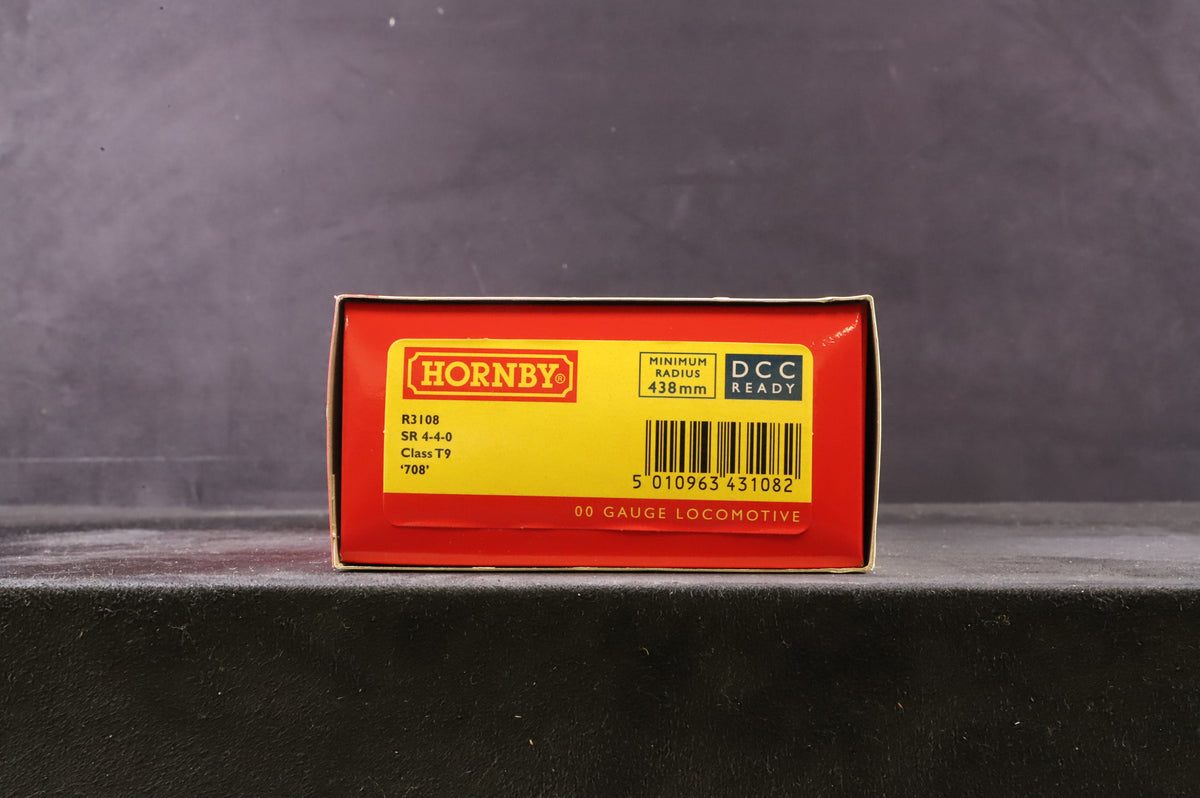 HORNBY®
MINIMUM
RADIUS
438mm
DCC
READY
R3108
SR 4-4-0
Class T9
‘708’
5 010963 431082
00 GAUGE LOCOMOTIVE